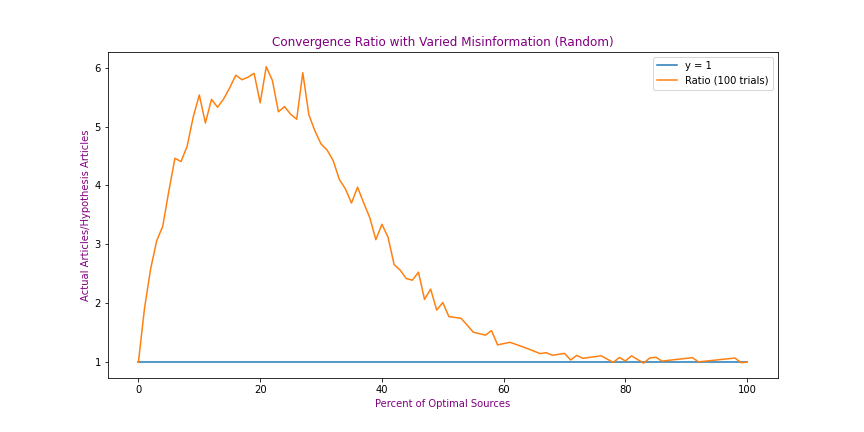 Convergence Ratio with Varied Misinformation (Random)
y = 1
Ratio (100 trials)
Actual Articles/Hypothesis Articles
6
5
4
3
2
1
0 20 40 60 80 100
Percent of Optimal Sources